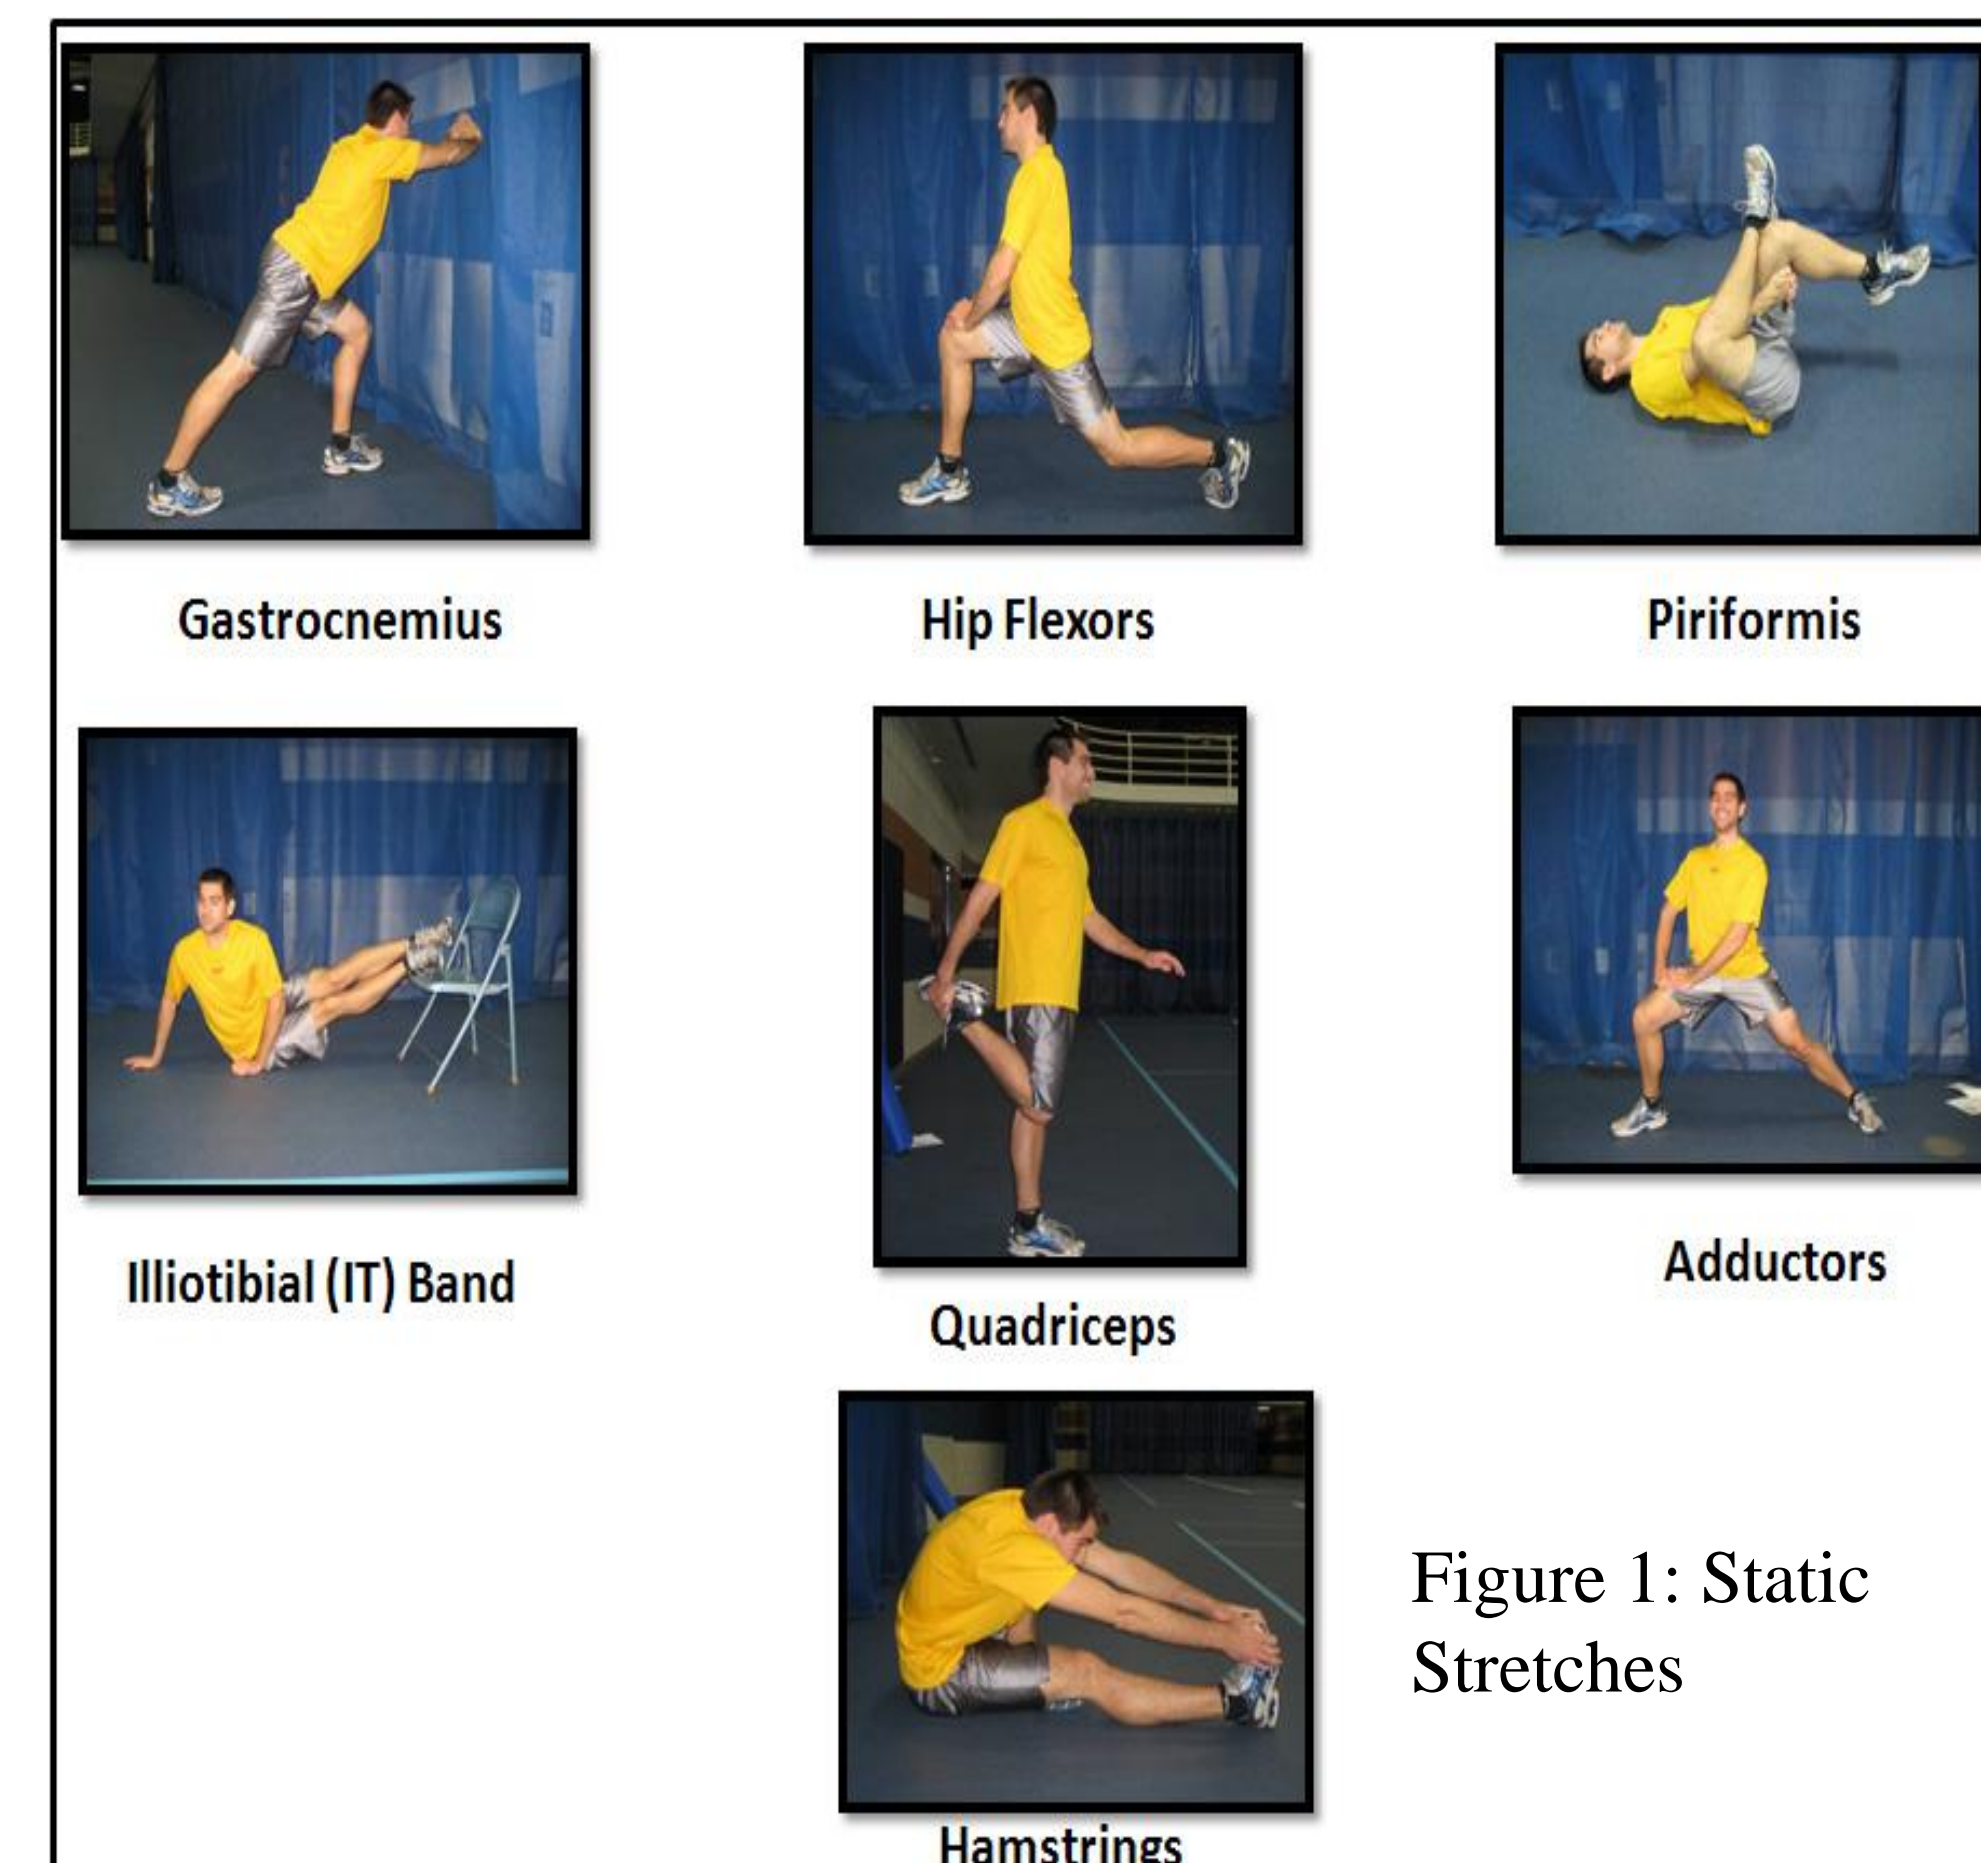 Gastrocnemius
Hip Flexors
Piriformis
Illiotibial (IT) Band
Quadriceps
Adductors
Hamstrings
Figure 1: Static
Stretches